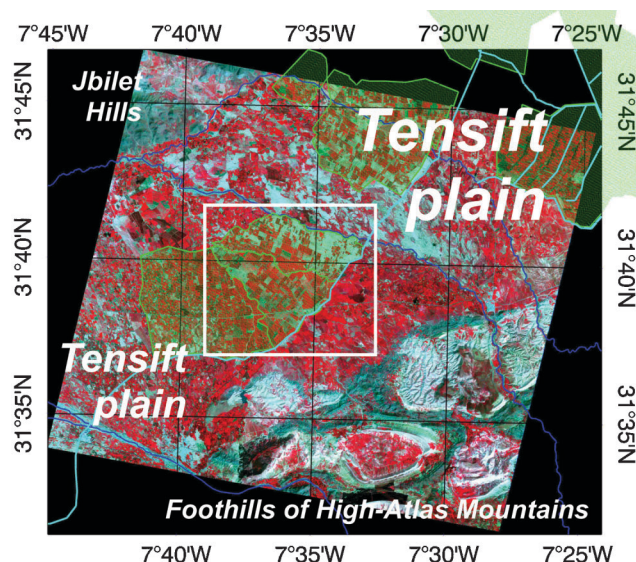 7°45'W 7°40'W 7°35'W 7°30'W 7°25'W
31°45'N
31°40'N
31°35'N
Jbilet
Hills
Tensift
plain
Tensift
plain
Foothills of High-Atlas Mountains
31°45'N
31°40'N
31°35'N
7°40'W 7°35'W 7°30'W 7°25'W